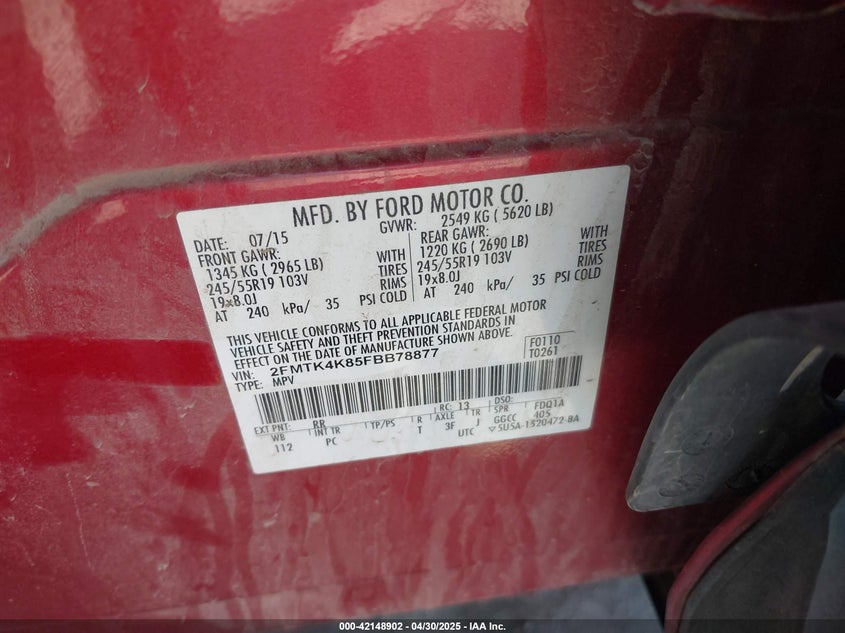 MFD. BY FORD MOTOR CO.
DATE: 07/15 GVWR: 2549 KG ( 5620 LB)
FRONT GAWR: REAR GAWR:
1345 KG ( 2965 LB) WITH 1220 KG ( 2690 LB) WITH
245/55R19 103V TIRES 245/55R19 103V TIRES
19x8.0J RIMS 19x8.0J RIMS
AT 240 kPa/ 35 PSI COLD AT 240 kPa/ 35 PSI COLD
THIS VEHICLE CONFORMS TO ALL APPLICABLE FEDERAL MOTOR
VEHICLE SAFETY AND THEFT PREVENTION STANDARDS IN
EFFECT ON THE DATE OF MANUFACTURE SHOWN ABOVE.
VIN: 2FMTK4K85FBB78877 F0110
TYPE: MPV T0261
EXT PNT: RR RC: 13 DSO: FDQ1A
WB INT TR TP/PS R AXLE TR SPR 405
112 PC T 3F J GGCC
UTC 5U5A-1520472-BA
000-42148902 - 04/30/2025 - IAA Inc.